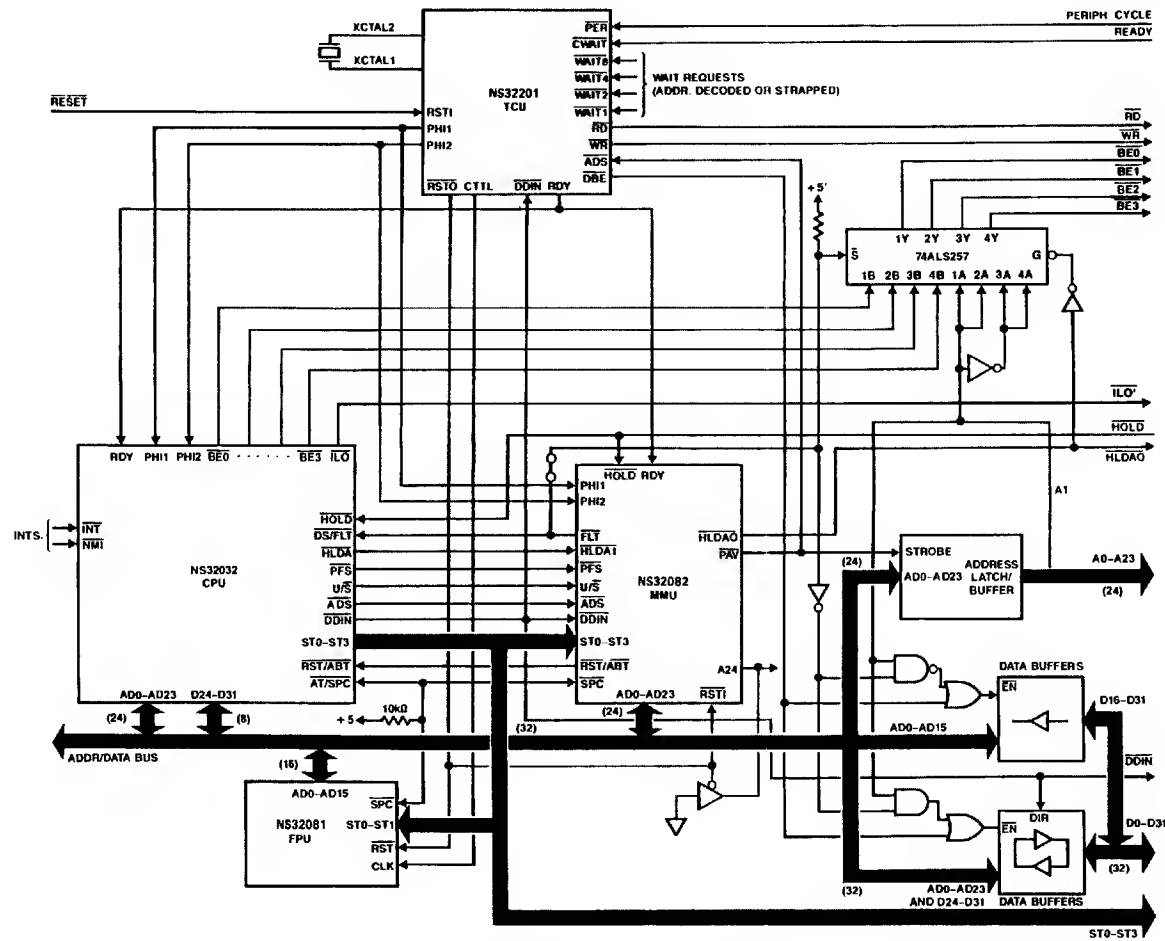 XCTAL2
XCTAL1
NS32201
TCU
PER
CWAIT
WAIT8
WAIT4
WAIT2
WAIT1
WAIT REQUESTS
(ADDR. DECODED OR STRAPPED)
PERIPH CYCLE
READY
RESET
RSTI
PHI1
PHI2
RD
WR
ADS
DBE
RD
WR
BE0
BE1
BE2
BE3
RSTO CTTL DDIN RDY
+5'
1Y 2Y 3Y 4Y
S 74ALS257 G
1B 2B 3B 4B 1A 2A 3A 4A
ILO'
HOLD
HLDAO
RDY PHI1 PHI2 BE0 · · · · · · BE3 ILO
HOLD RDY
PHI1
PHI2
A1
INTS.
INT
NMI
NS32032
CPU
HOLD
DS/FLT
HLDA
PFS
U/S
ADS
DDIN
ST0–ST3
RST/ABT
AT/SPC
AD0–AD23 D24–D31
FLT
HLDAI
PFS
U/S
ADS
DDIN
ST0–ST3
RST/ABT
SPC
NS32082
MMU
HLDAO
PAV
A24
AD0–AD23
RSTI
STROBE
AD0–AD23
ADDRESS
LATCH/
BUFFER
(24)
A0–A23
(24)
(24)
(8)
+5
10kΩ
(24)
(32)
ADDR/DATA BUS
(16)
AD0–AD15
NS32081
FPU
SPC
ST0–ST1
RST
CLK
DATA BUFFERS
EN
D16–D31
AD0–AD15
DDIN
DIR
EN
D0–D31
(32)
(32)
AD0–AD23
AND D24–D31
DATA BUFFERS
ST0–ST3